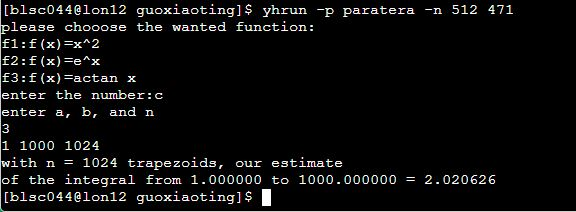 [blsc044@lon12 guoxiaoting]$ yhrun -p paratera -n 512 471
please chooose the wanted function:
f1:f(x)=x^2
f2:f(x)=e^x
f3:f(x)=actan x
enter the number:c
enter a, b, and n
3
1 1000 1024
with n = 1024 trapezoids, our estimate
of the integral from 1.000000 to 1000.000000 = 2.020626
[blsc044@lon12 guoxiaoting]$